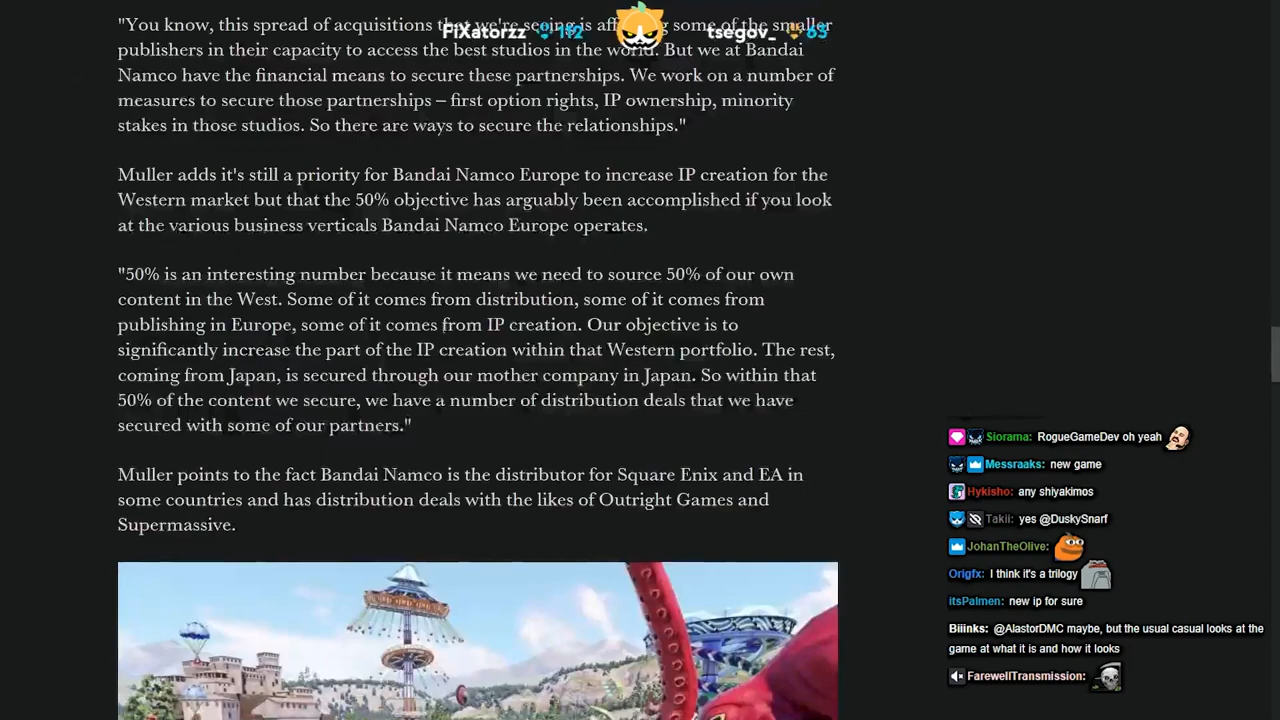 "You know, this spread of acquisitions that we're seeing is affecting some of the smaller
PiXatorzz 112 tsegov_ 63
publishers in their capacity to access the best studios in the world. But we at Bandai
Namco have the financial means to secure these partnerships. We work on a number of
measures to secure those partnerships – first option rights, IP ownership, minority
stakes in those studios. So there are ways to secure the relationships."
Muller adds it's still a priority for Bandai Namco Europe to increase IP creation for the
Western market but that the 50% objective has arguably been accomplished if you look
at the various business verticals Bandai Namco Europe operates.
"50% is an interesting number because it means we need to source 50% of our own
content in the West. Some of it comes from distribution, some of it comes from
publishing in Europe, some of it comes from IP creation. Our objective is to
significantly increase the part of the IP creation within that Western portfolio. The rest,
coming from Japan, is secured through our mother company in Japan. So within that
50% of the content we secure, we have a number of distribution deals that we have
secured with some of our partners."
Muller points to the fact Bandai Namco is the distributor for Square Enix and EA in
some countries and has distribution deals with the likes of Outright Games and
Supermassive.
Siorama: RogueGameDev oh yeah
Messraaks: new game
Hykisho: any shiyakimos
Takii: yes @DuskySnarf
JohanTheOlive:
Origfx: I think it's a trilogy
itsPalmen: new ip for sure
Biiinks: @AlastorDMC maybe, but the usual casual looks at the
game at what it is and how it looks
FarewellTransmission: